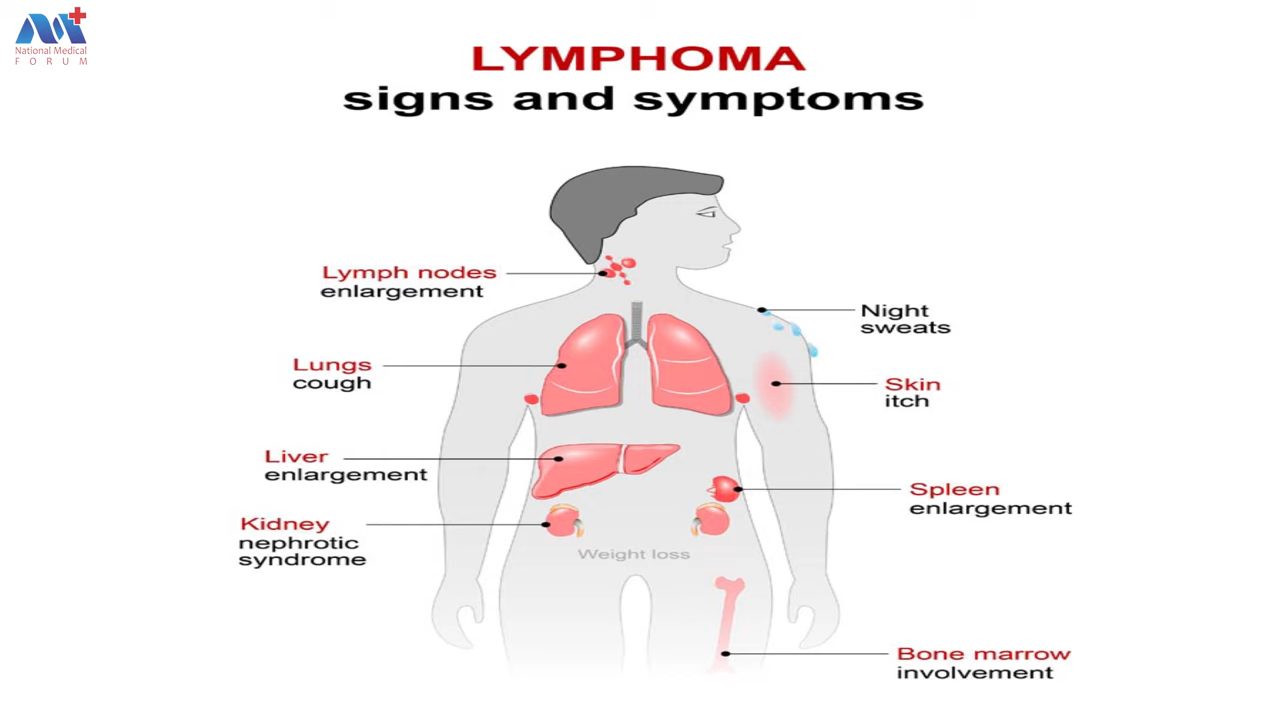 National Medical
FORUM
LYMPHOMA
signs and symptoms
Lymph nodes
enlargement
Night
sweats
Lungs
cough
Skin
itch
Liver
enlargement
Spleen
enlargement
Kidney
nephrotic
syndrome
Weight loss
Bone marrow
involvement